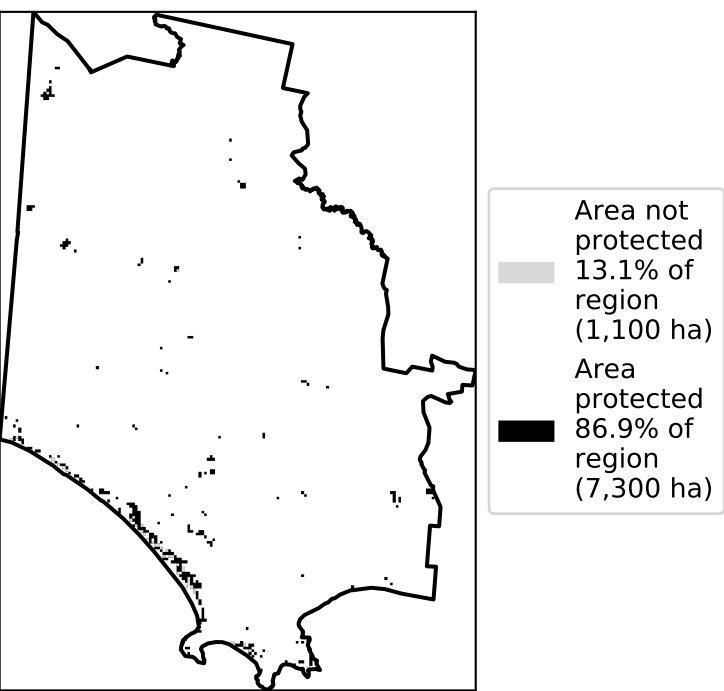 Area not
protected
13.1% of
region
(1,100 ha)
Area
protected
86.9% of
region
(7,300 ha)